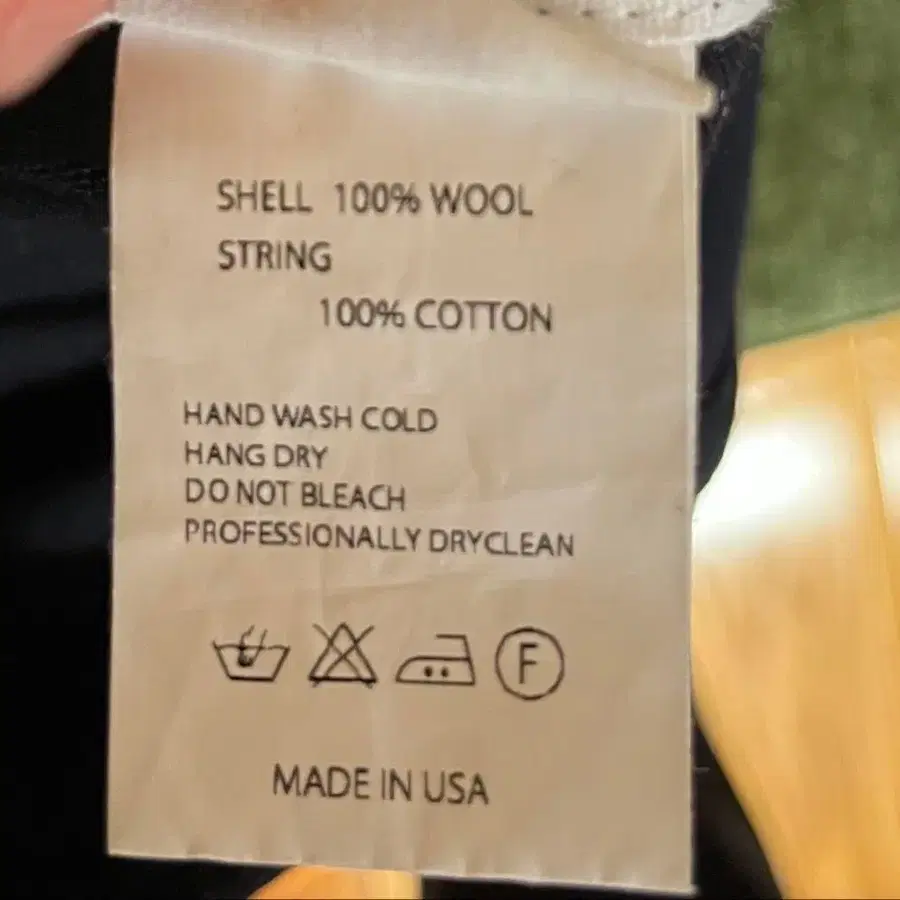 SHELL 100% WOOL
STRING
100% COTTON
HAND WASH COLD
HANG DRY
DO NOT BLEACH
PROFESSIONALLY DRYCLEAN
F
MADE IN USA